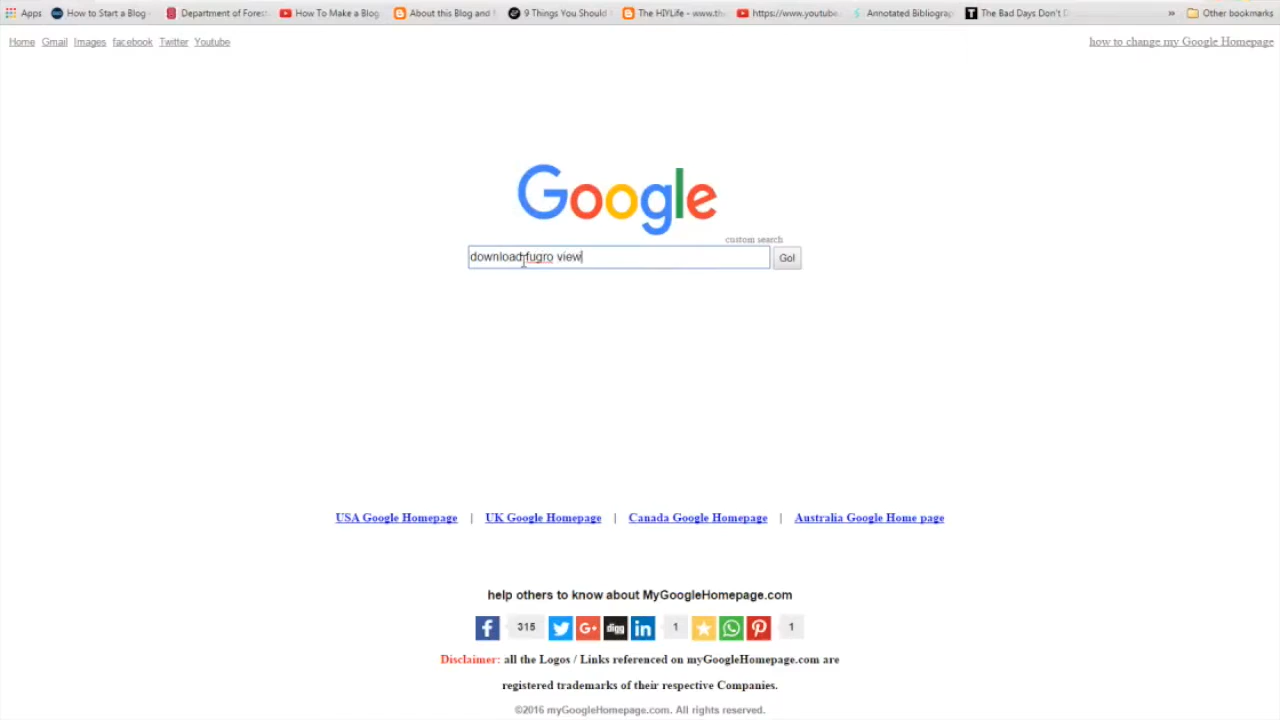 Apps How to Start a Blog Department of Forest How To Make a Blog About this Blog and 9 Things You Should The HIYLife - www.th https://www.youtube. Annotated Bibliograp The Bad Days Don't D » Other bookmarks
Home Gmail Images facebook Twitter Youtube how to change my Google Homepage
Google
custom search
download fugro view Go!
USA Google Homepage | UK Google Homepage | Canada Google Homepage | Australia Google Home page
help others to know about MyGoogleHomepage.com
315 G+ digg in 1 1
Disclaimer: all the Logos / Links referenced on myGoogleHomepage.com are
registered trademarks of their respective Companies.
©2016 myGoogleHomepage.com. All rights reserved.